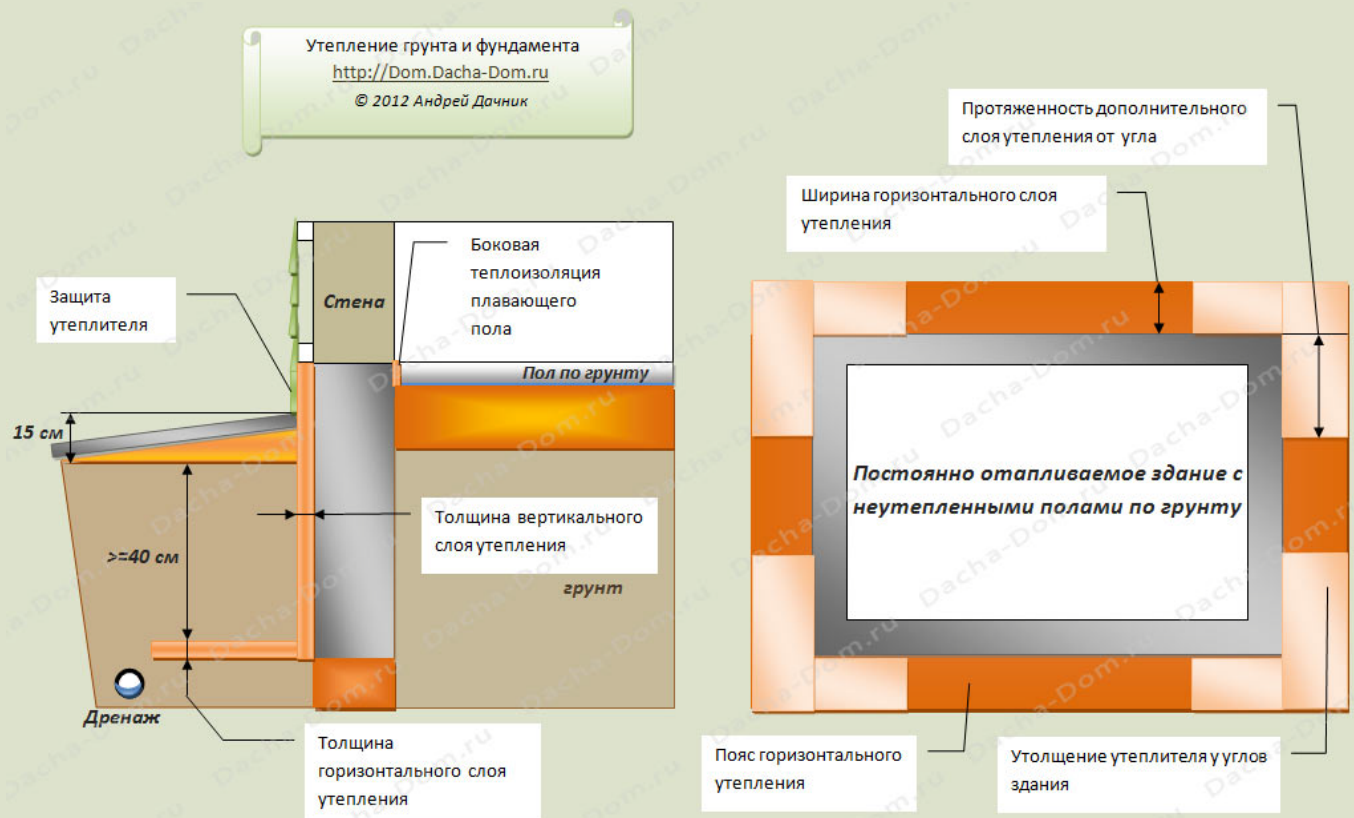 Утепление грунта и фундамента
http://Dom.Dacha-Dom.ru
© 2012 Андрей Дачник
Защита
утеплителя
Стена
Боковая
теплоизоляция
плавающего
пола
Пол по грунту
15 см
>=40 см
Толщина вертикального
слоя утепления
грунт
Дренаж
Толщина
горизонтального слоя
утепления
Протяженность дополнительного
слоя утепления от угла
Ширина горизонтального слоя
утепления
Постоянно отапливаемое здание с
неутепленными полами по грунту
Пояс горизонтального
утепления
Утолщение утеплителя у углов
здания
Dacha-Dom.ru